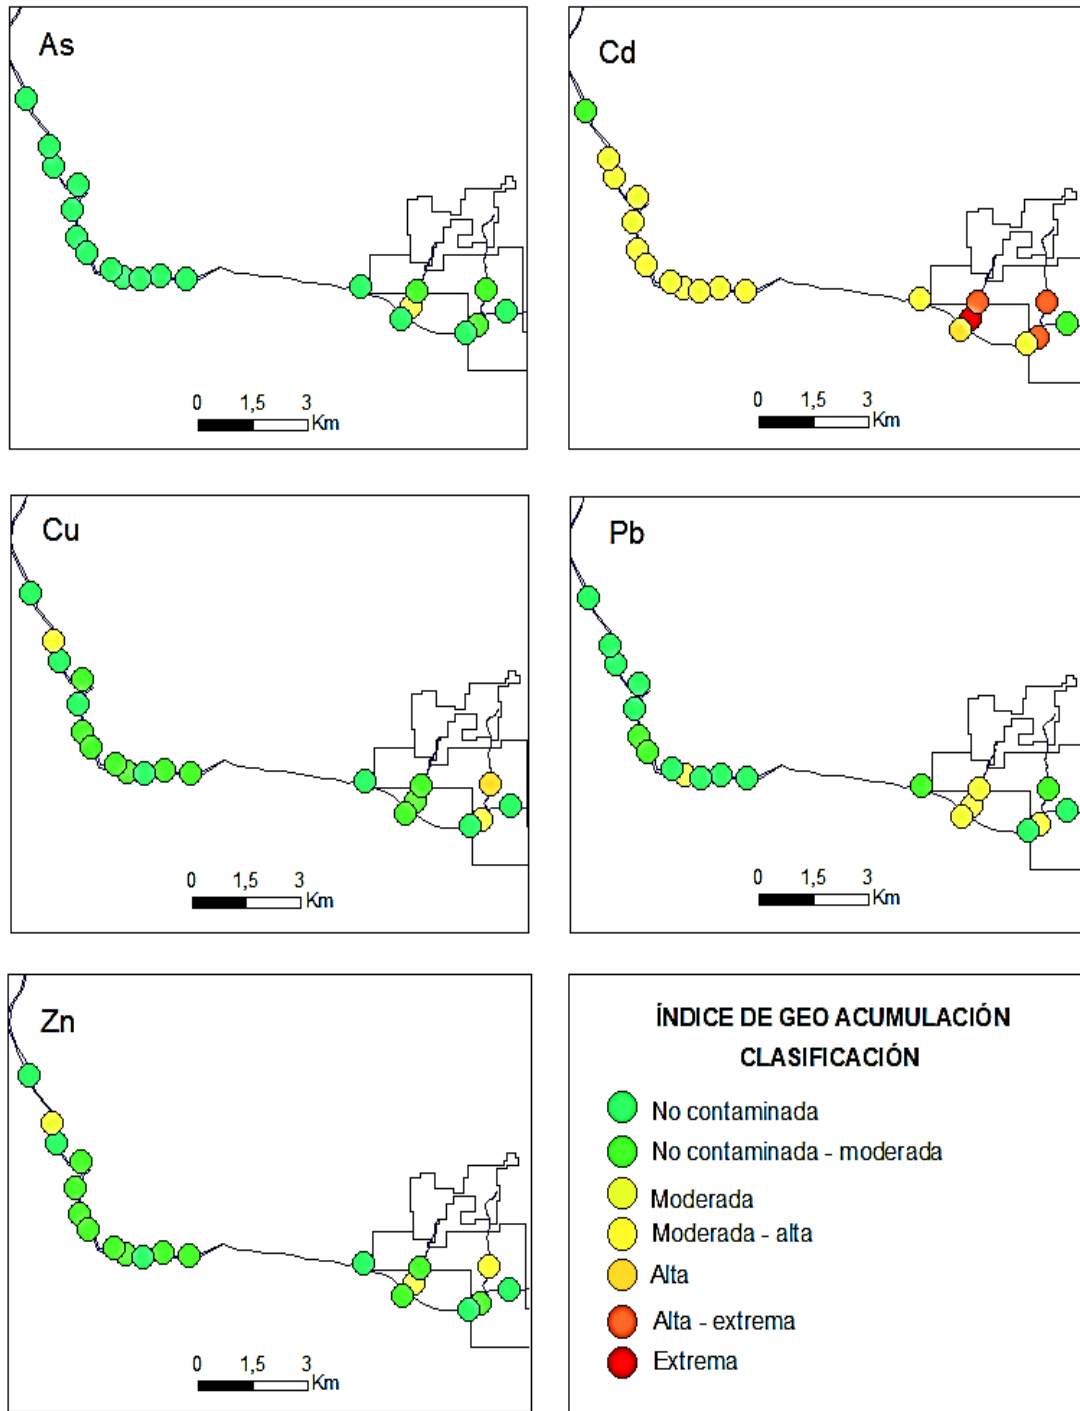 As
0 1,5 3
Km
Cd
0 1,5 3
Km
Cu
0 1,5 3
Km
Pb
0 1,5 3
Km
Zn
0 1,5 3
Km
ÍNDICE DE GEO ACUMULACIÓN
CLASIFICACIÓN
No contaminada
No contaminada - moderada
Moderada
Moderada - alta
Alta
Alta - extrema
Extrema